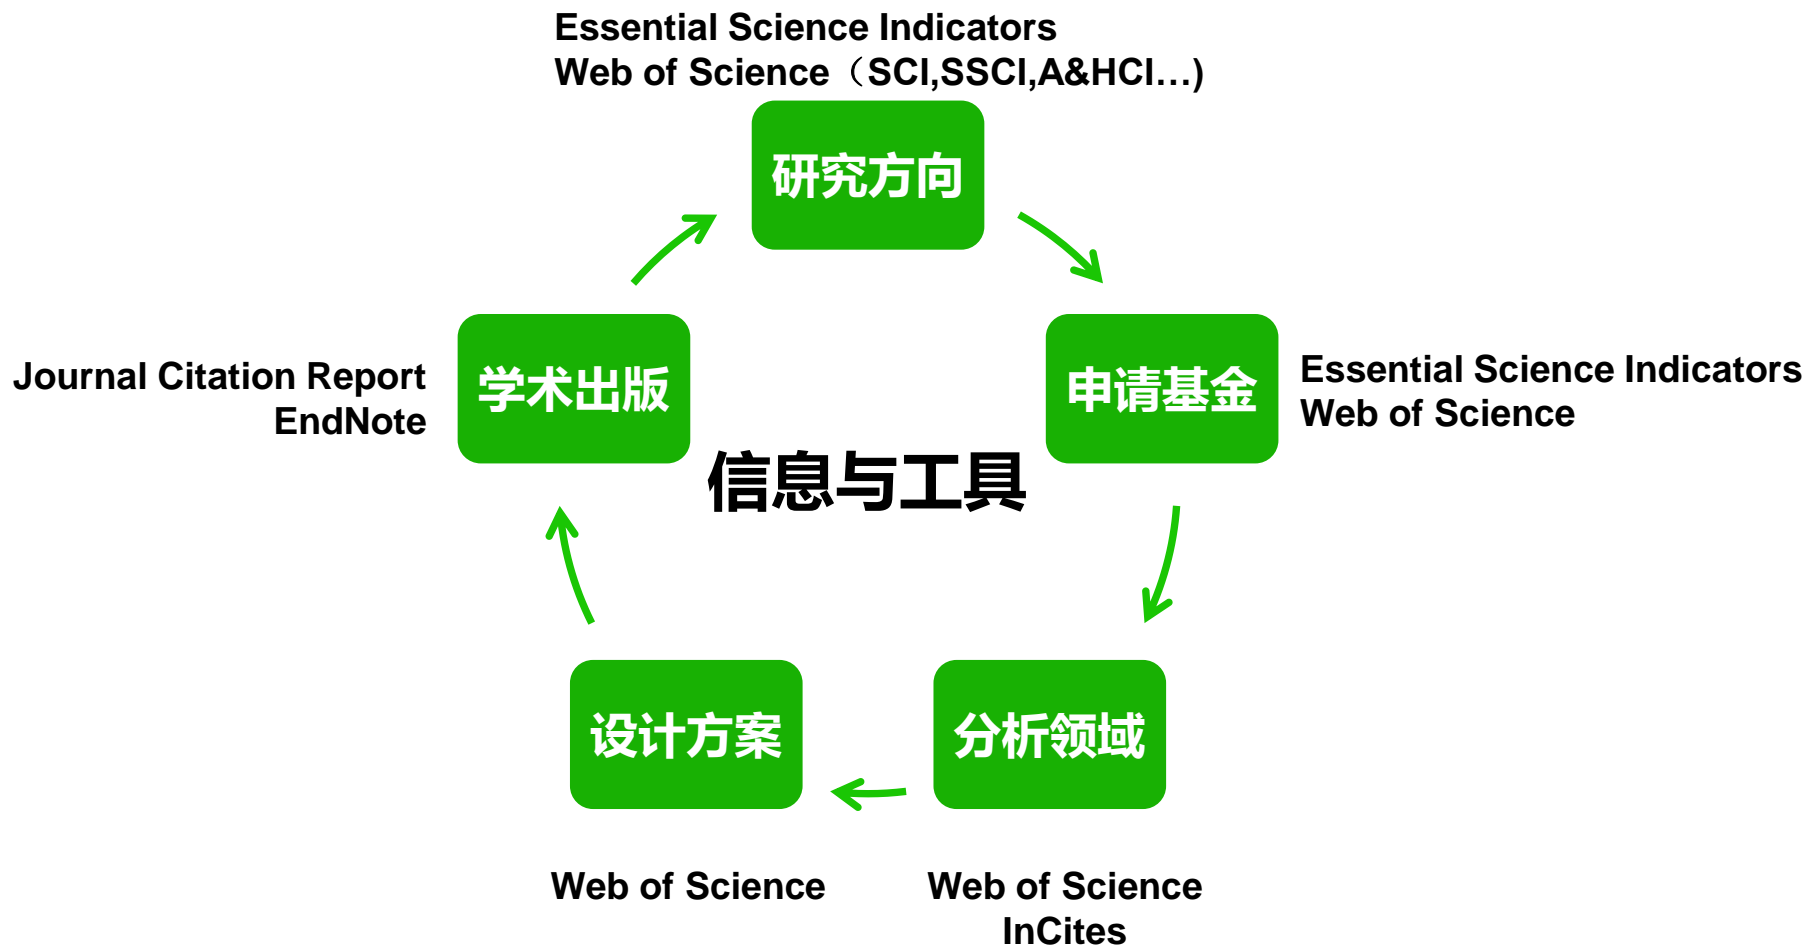 Essential Science Indicators
Web of Science（SCI,SSCI,A&HCI…)
研究方向
学术出版
Journal Citation Report
EndNote
申请基金
Essential Science Indicators
Web of Science
信息与工具
设计方案
分析领域
Web of Science
Web of Science
InCites